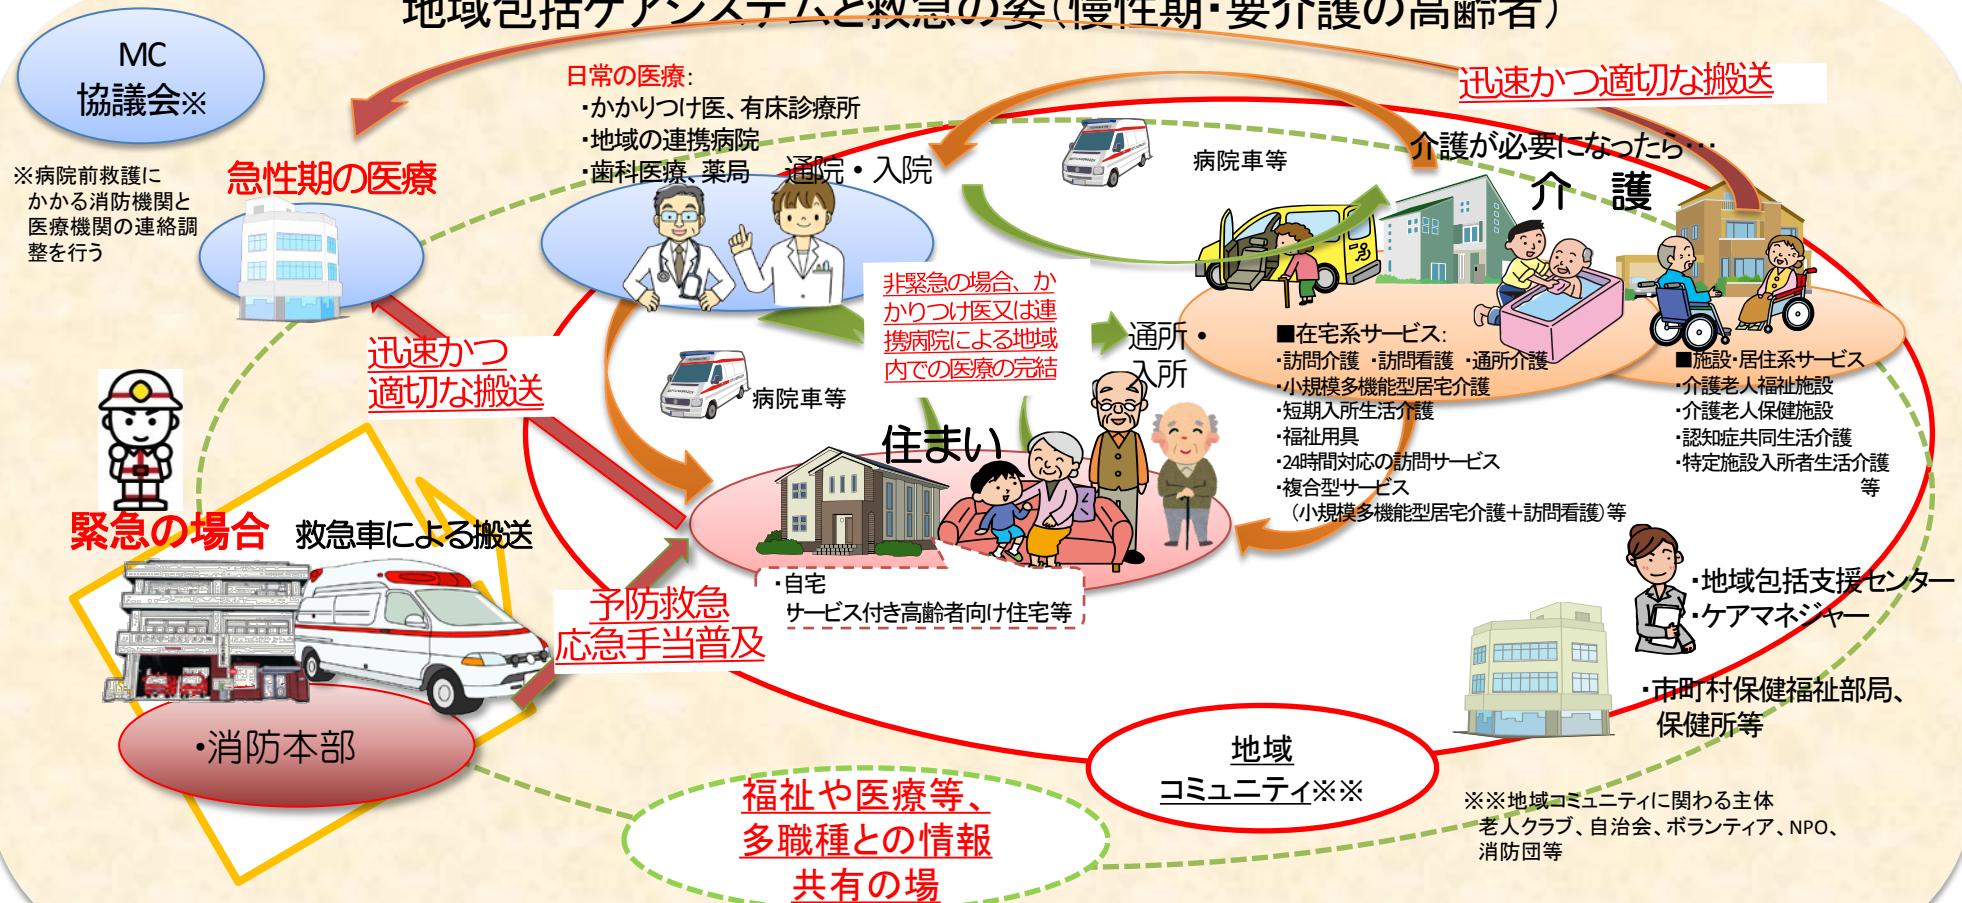 地域包括ケアシステムと救急の姿（慢性期・要介護の高齢者）
MC
協議会※
※病院前救護に
かかる消防機関と
医療機関の連絡調
整を行う
急性期の医療
日常の医療:
・かかりつけ医、有床診療所
・地域の連携病院
・歯科医療、薬局
通院・入院
病院車等
迅速かつ適切な搬送
介護が必要になったら…
介　護
非緊急の場合、か
かりつけ医又は連
携病院による地域
内での医療の完結
通所・
入所
■在宅系サービス:
・訪問介護 ・訪問看護 ・通所介護
・小規模多機能型居宅介護
・短期入所生活介護
・福祉用具
・24時間対応の訪問サービス
・複合型サービス
（小規模多機能型居宅介護＋訪問看護）等
■施設・居住系サービス
・介護老人福祉施設
・介護老人保健施設
・認知症共同生活介護
・特定施設入所者生活介護
等
迅速かつ
適切な搬送
病院車等
住まい
・自宅
サービス付き高齢者向け住宅等
緊急の場合
救急車による搬送
予防救急
応急手当普及
・消防本部
・地域包括支援センター
・ケアマネジャー
・市町村保健福祉部局、
保健所等
地域
コミュニティ※※
福祉や医療等、
多職種との情報
共有の場
※※地域コミュニティに関わる主体
老人クラブ、自治会、ボランティア、NPO、
消防団等